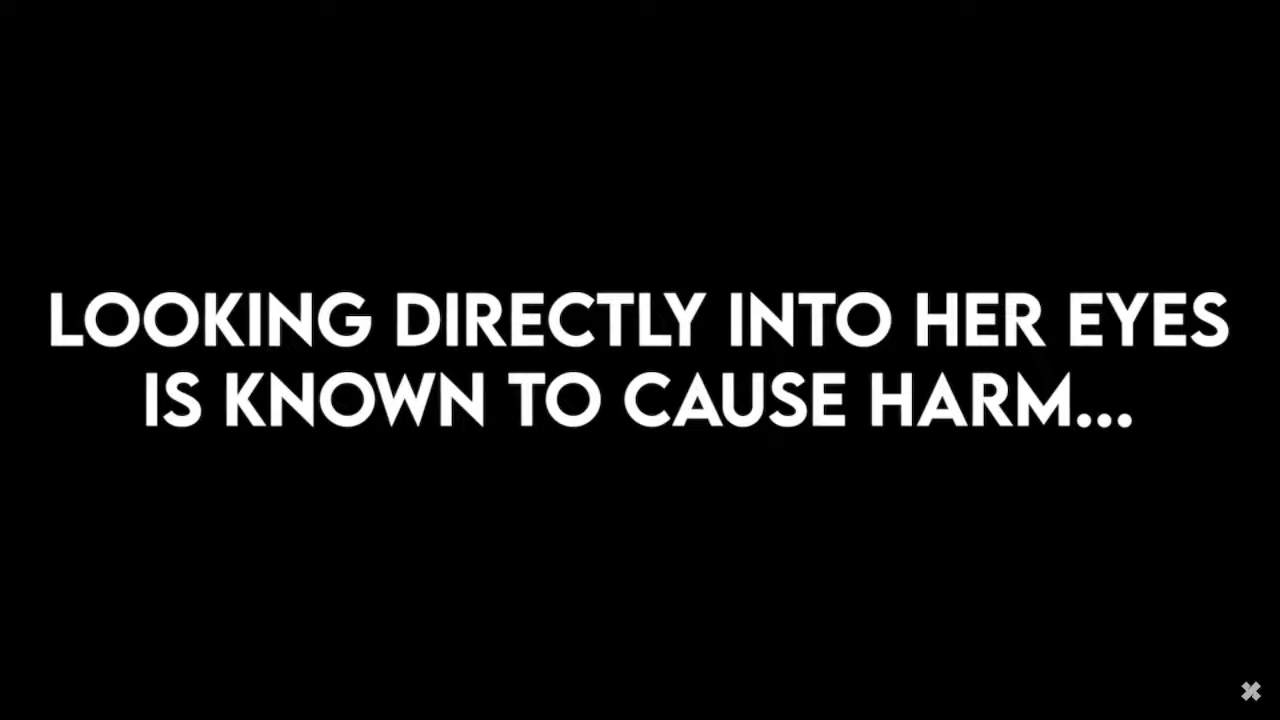 LOOKING DIRECTLY INTO HER EYES
IS KNOWN TO CAUSE HARM...